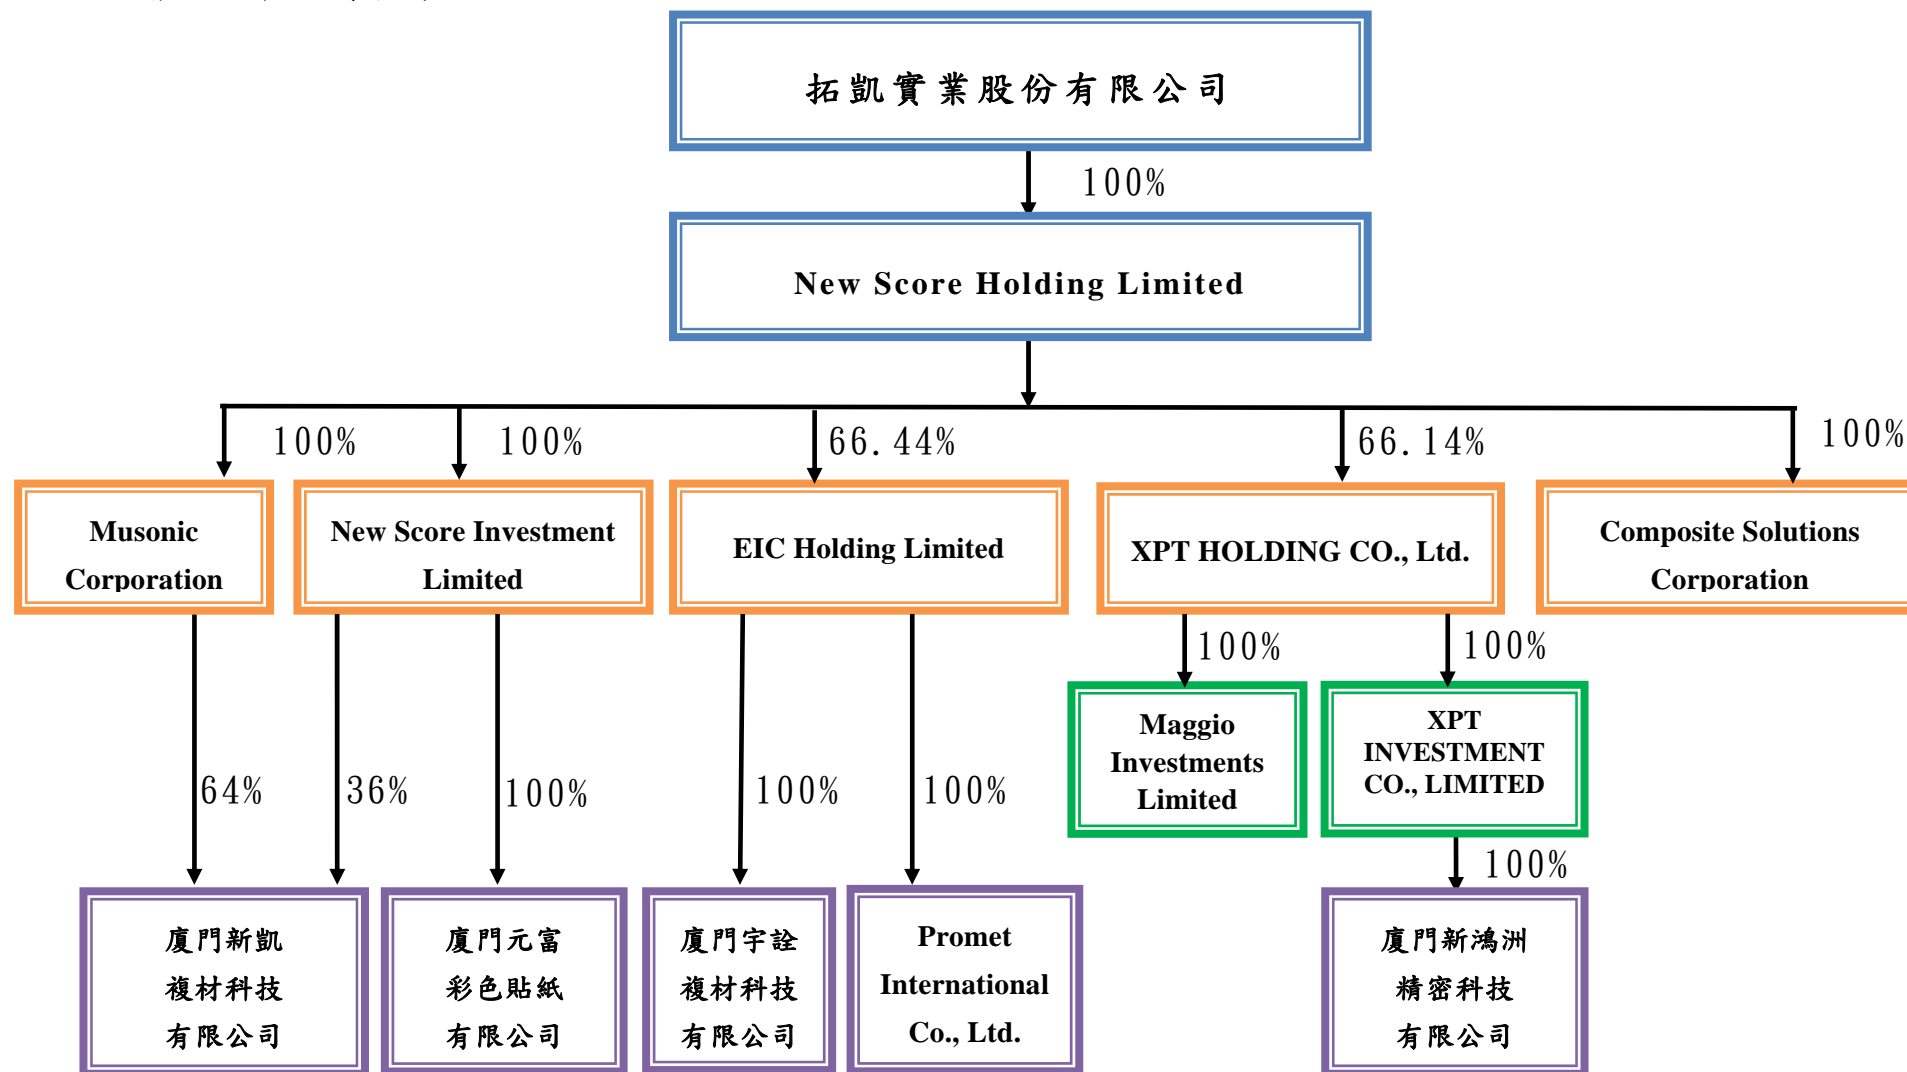 拓凱實業股份有限公司
100%
New Score Holding Limited
100%
100%
66.44%
66.14%
100%
Musonic
Corporation
New Score Investment
Limited
EIC Holding Limited
XPT HOLDING CO., Ltd.
Composite Solutions
Corporation
100%
100%
Maggio
Investments
Limited
XPT
INVESTMENT
CO., LIMITED
64%
36%
100%
100%
100%
100%
廈門新凱
複材科技
有限公司
廈門元富
彩色貼紙
有限公司
廈門宇詮
複材科技
有限公司
Promet
International
Co., Ltd.
廈門新鴻洲
精密科技
有限公司